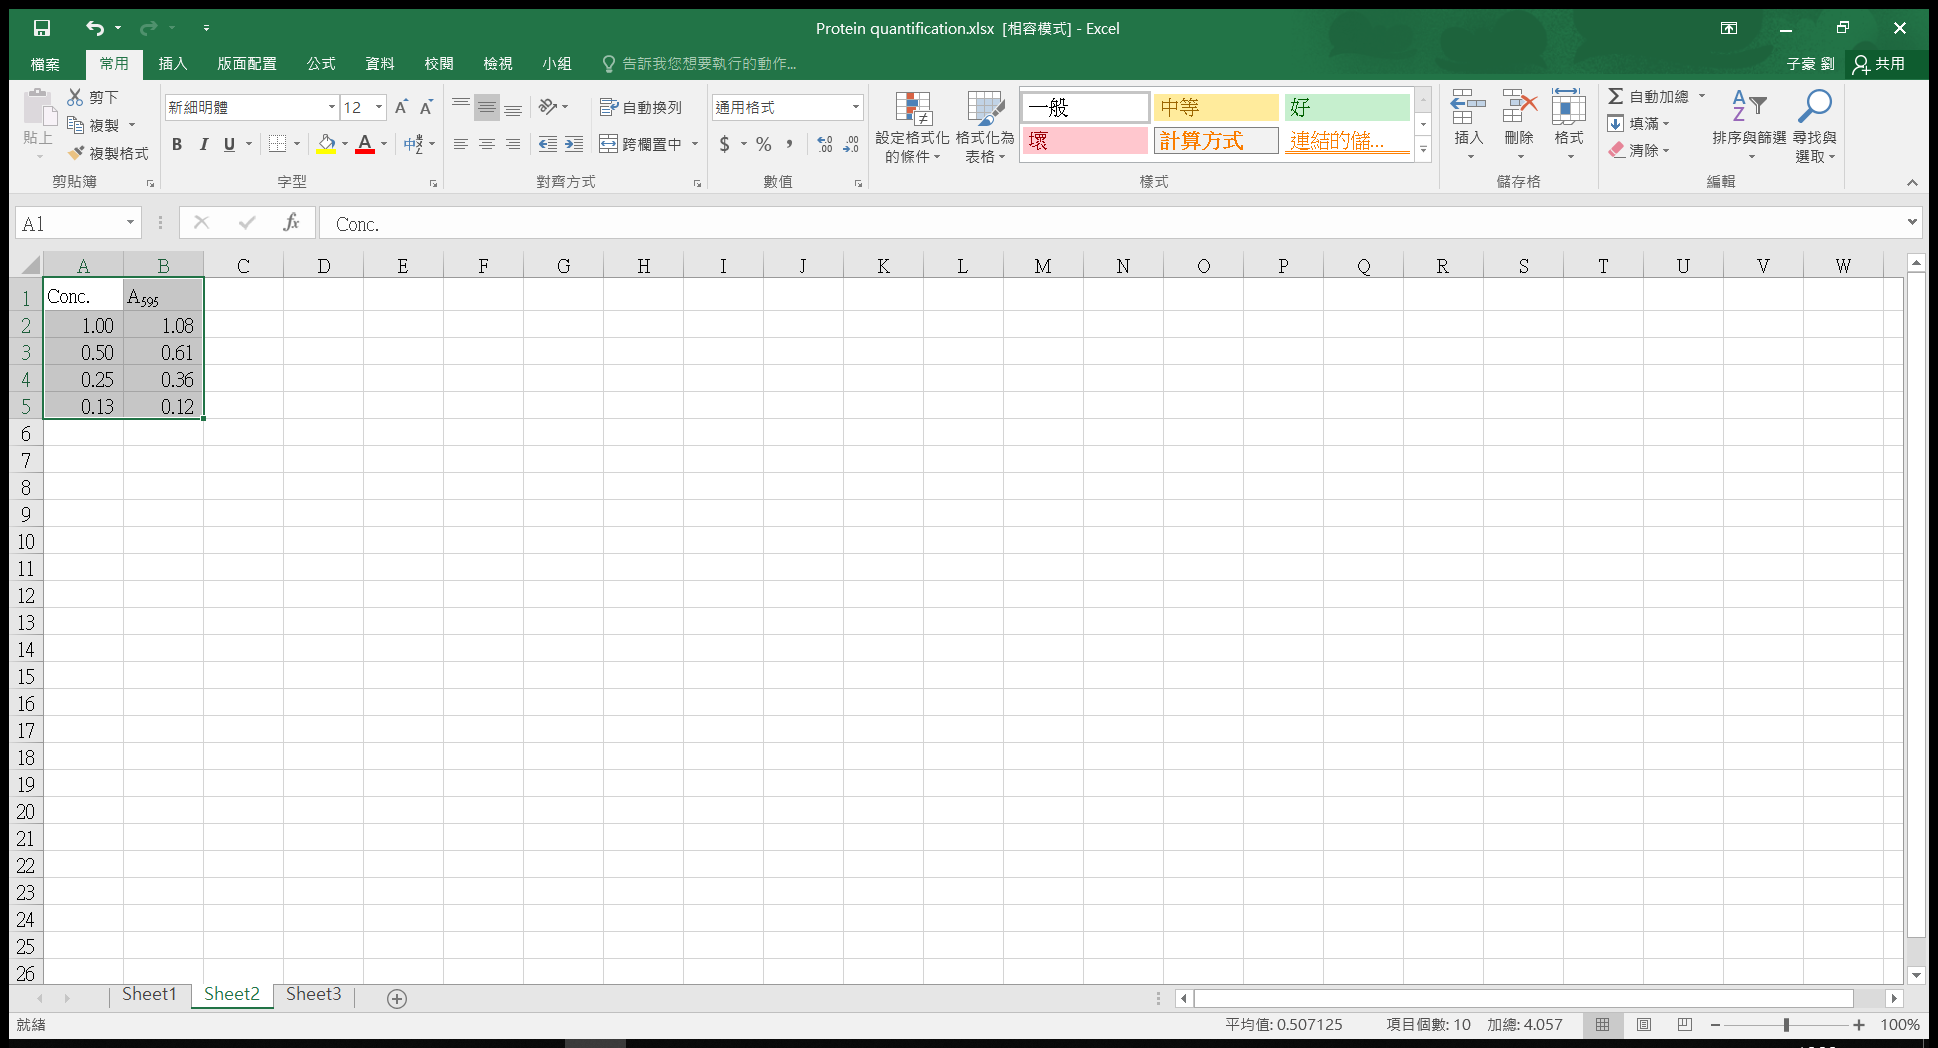 Protein quantification.xlsx [相容模式] - Excel
檔案 常用 插入 版面配置 公式 資料 校閱 檢視 小組 告訴我您想要執行的動作... 子豪 劉 共用
貼上
剪下
複製
複製格式
剪貼簿
新細明體 12
B I U
字型
自動換列
跨欄置中
對齊方式
通用格式
$ % ,
數值
設定格式化的條件
格式化為表格
一般 中等 好
壞 計算方式 連結的儲...
樣式
插入 刪除 格式
儲存格
自動加總
填滿
清除
排序與篩選
尋找與選取
編輯
A1 fx Conc.
A B C D E F G H I J K L M N O P Q R S T U V W
1 Conc. A595
2 1.00 1.08
3 0.50 0.61
4 0.25 0.36
5 0.13 0.12
6
7
8
9
10
11
12
13
14
15
16
17
18
19
20
21
22
23
24
25
26
Sheet1 Sheet2 Sheet3
就緒 平均值: 0.507125 項目個數: 10 加總: 4.057 100%